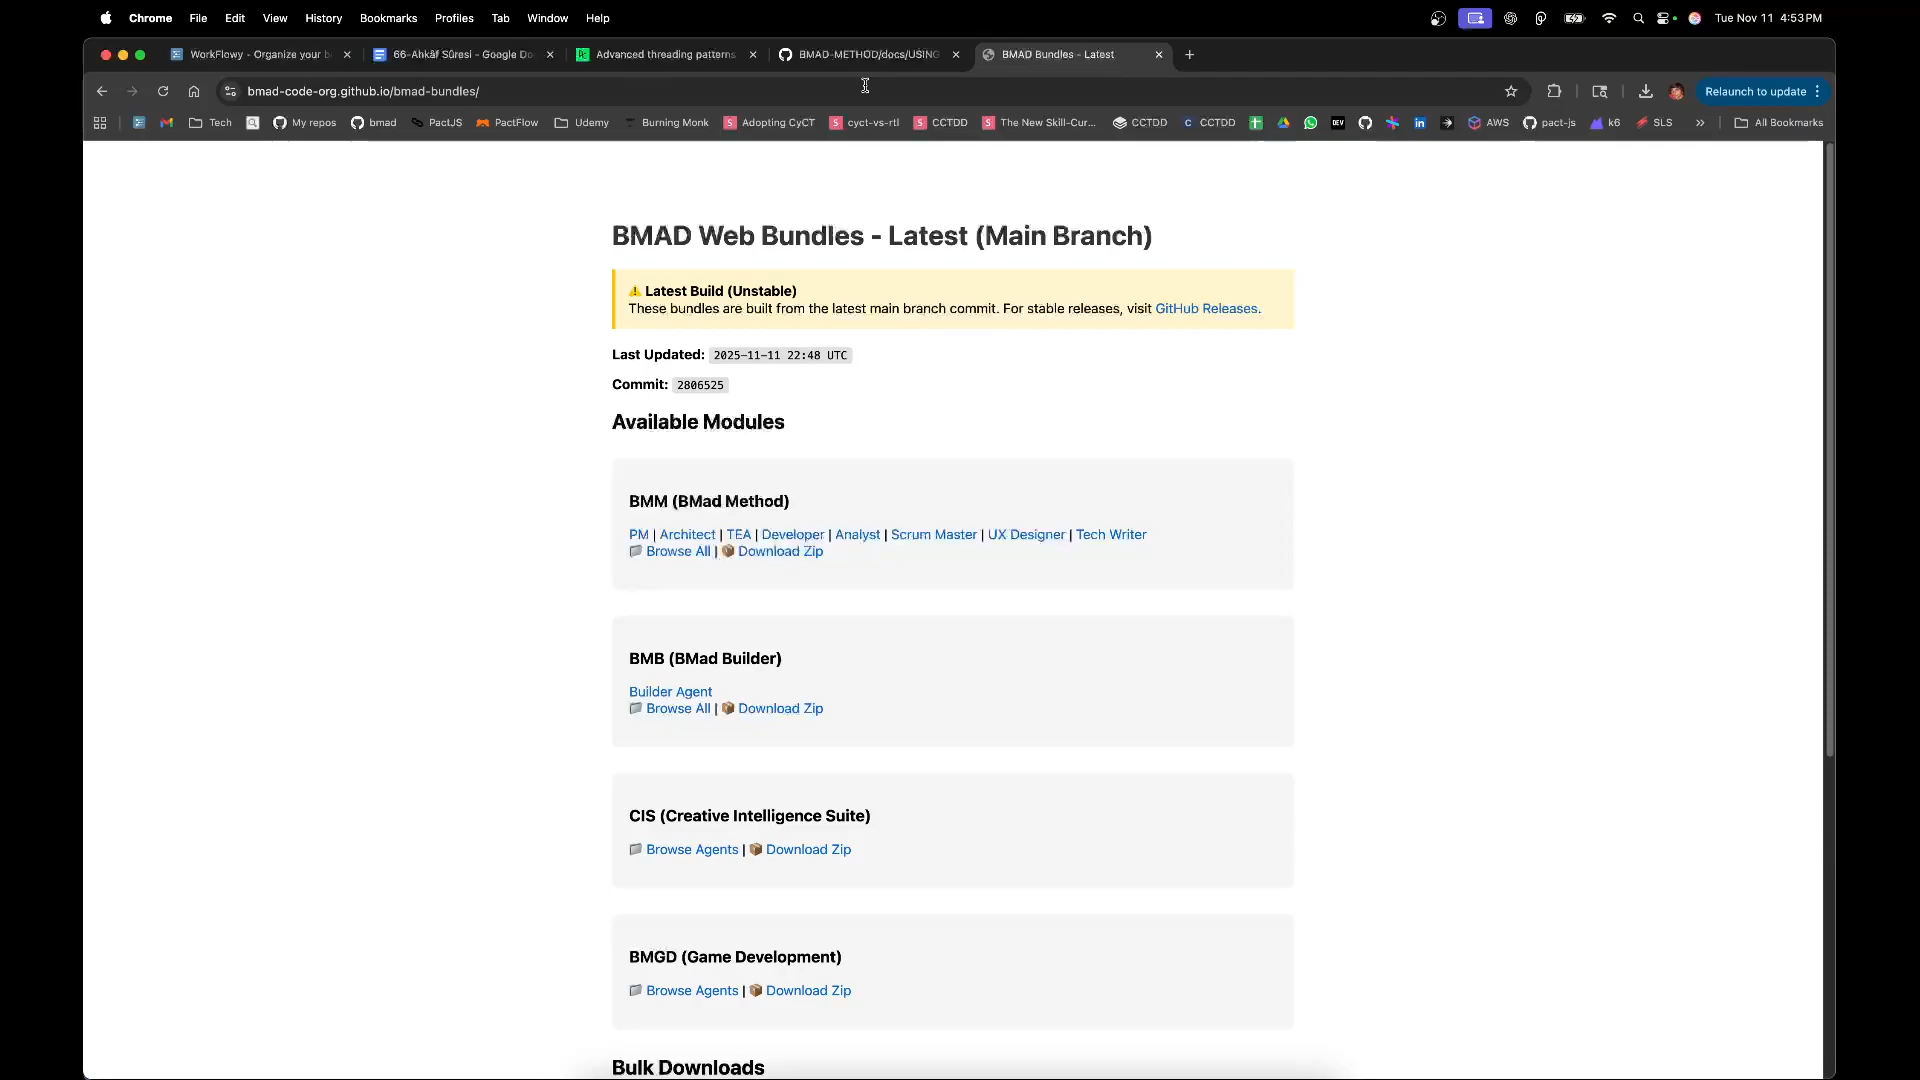 Chrome File Edit View History Bookmarks Profiles Tab Window Help Tue Nov 11 4:53 PM
WorkFlowy - Organize your b 66-Ahkâf Sûresi - Google Do Advanced threading patterns BMAD-METHOD/docs/USING BMAD Bundles - Latest
bmad-code-org.github.io/bmad-bundles/ Relaunch to update
Tech My repos bmad PactJS PactFlow Udemy Burning Monk Adopting CyCT cyct-vs-rtl CCTDD The New Skill-Cur... CCTDD CCTDD DEV AWS pact-js k6 SLS All Bookmarks
BMAD Web Bundles - Latest (Main Branch)
⚠️ Latest Build (Unstable)
These bundles are built from the latest main branch commit. For stable releases, visit GitHub Releases.
Last Updated: 2025-11-11 22:48 UTC
Commit: 2806525
Available Modules
BMM (BMad Method)
PM | Architect | TEA | Developer | Analyst | Scrum Master | UX Designer | Tech Writer
📁 Browse All | 📦 Download Zip
BMB (BMad Builder)
Builder Agent
📁 Browse All | 📦 Download Zip
CIS (Creative Intelligence Suite)
📁 Browse Agents | 📦 Download Zip
BMGD (Game Development)
📁 Browse Agents | 📦 Download Zip
Bulk Downloads